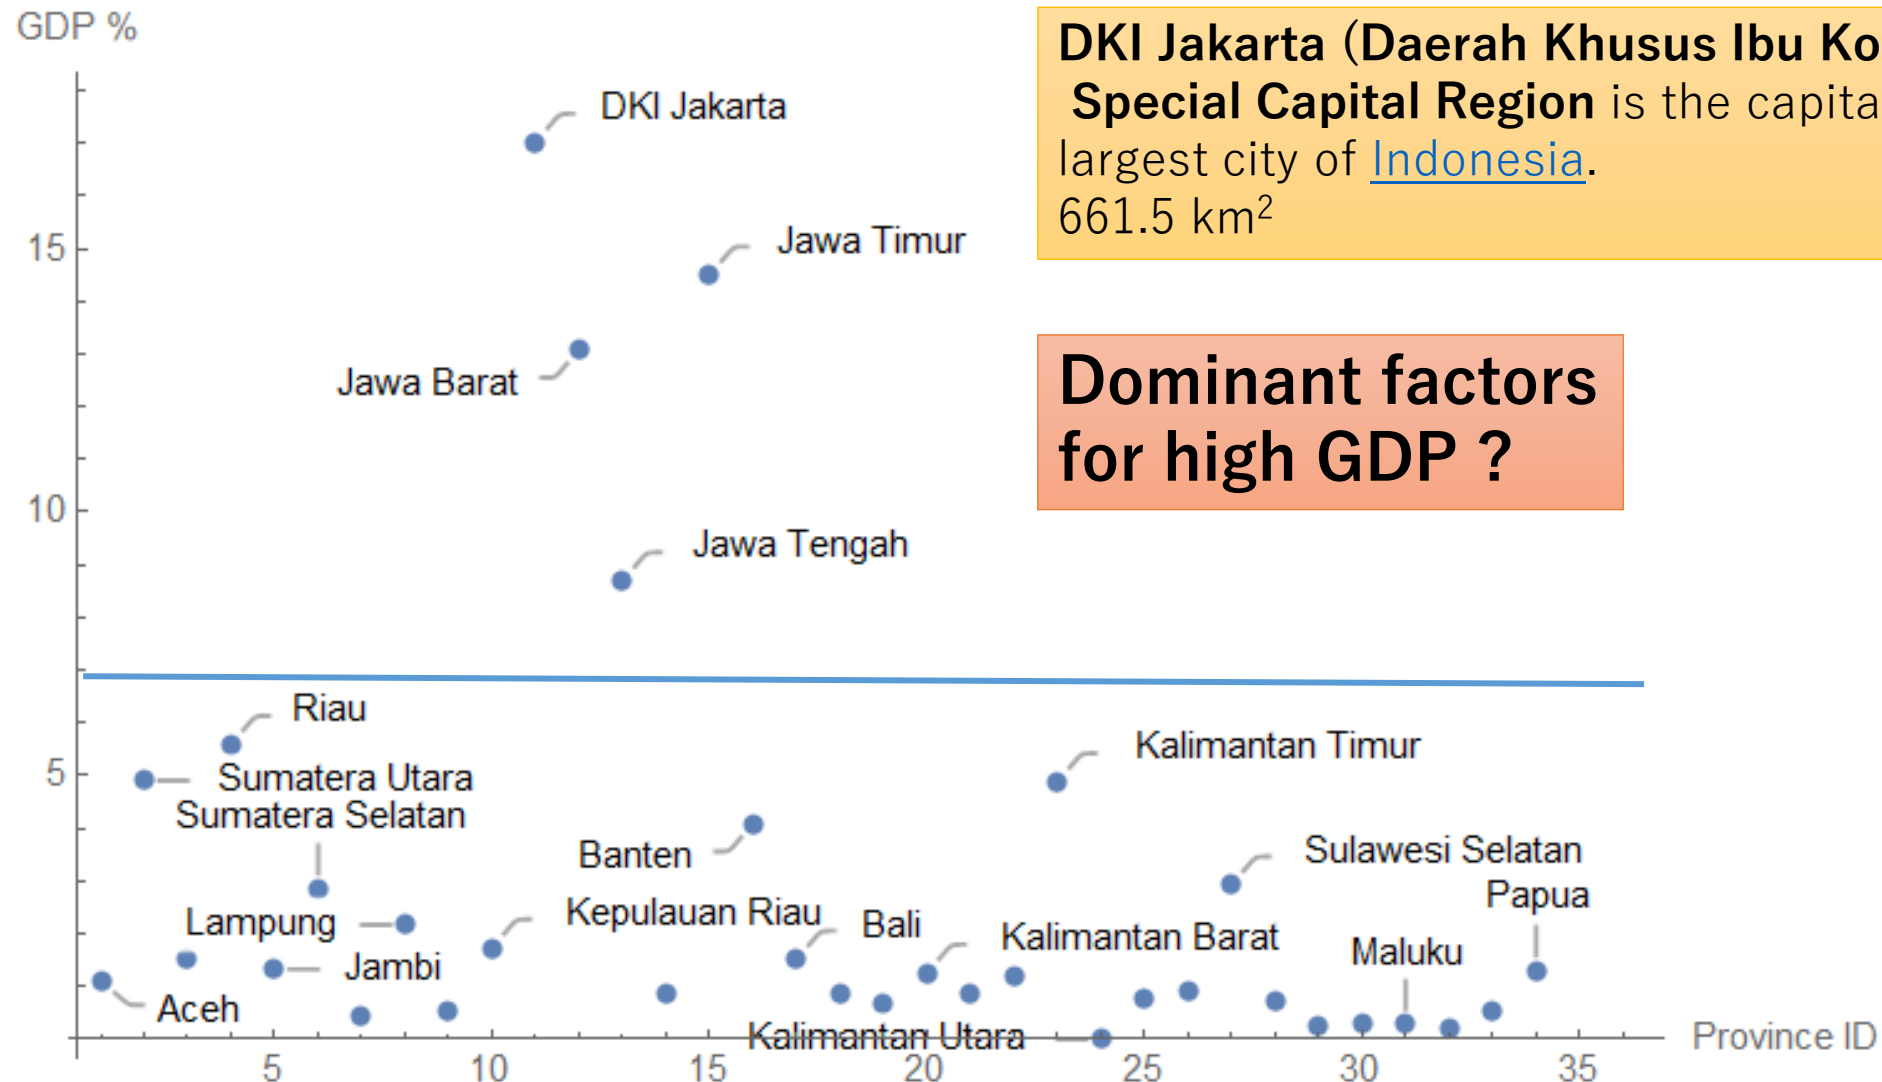 GDP %
DKI Jakarta (Daerah Khusus Ibu Ko
Special Capital Region is the capita
largest city of Indonesia.
661.5 km²
DKI Jakarta
Jawa Timur
15
Jawa Barat
Dominant factors
for high GDP ?
10
Jawa Tengah
Riau
Kalimantan Timur
5
Sumatera Utara
Sumatera Selatan
Banten
Sulawesi Selatan
Papua
Lampung
Kepulauan Riau
Bali
Kalimantan Barat
Maluku
Jambi
Aceh
Kalimantan Utara
Province ID
5
10
15
20
25
30
35